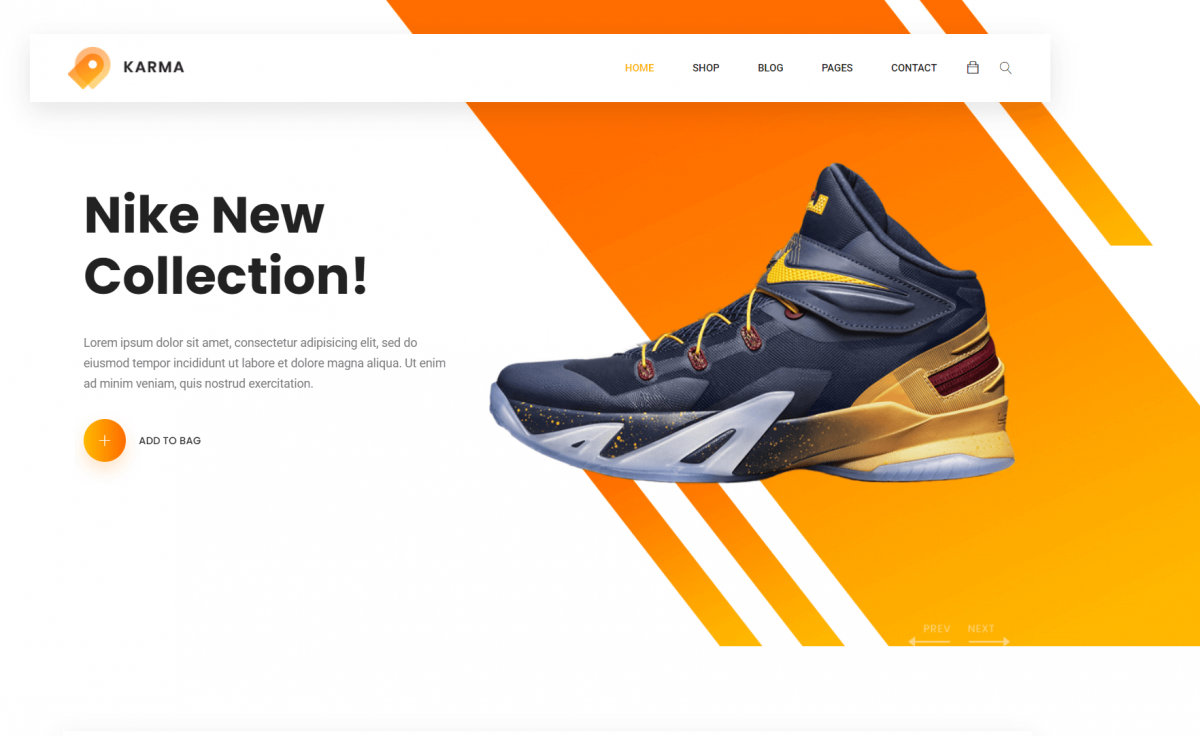 KARMA
HOME SHOP BLOG PAGES CONTACT
Nike New
Collection!
Lorem ipsum dolor sit amet, consectetur adipisicing elit, sed do
eiusmod tempor incididunt ut labore et dolore magna aliqua. Ut enim
ad minim veniam, quis nostrud exercitation.
ADD TO BAG
PREV NEXT